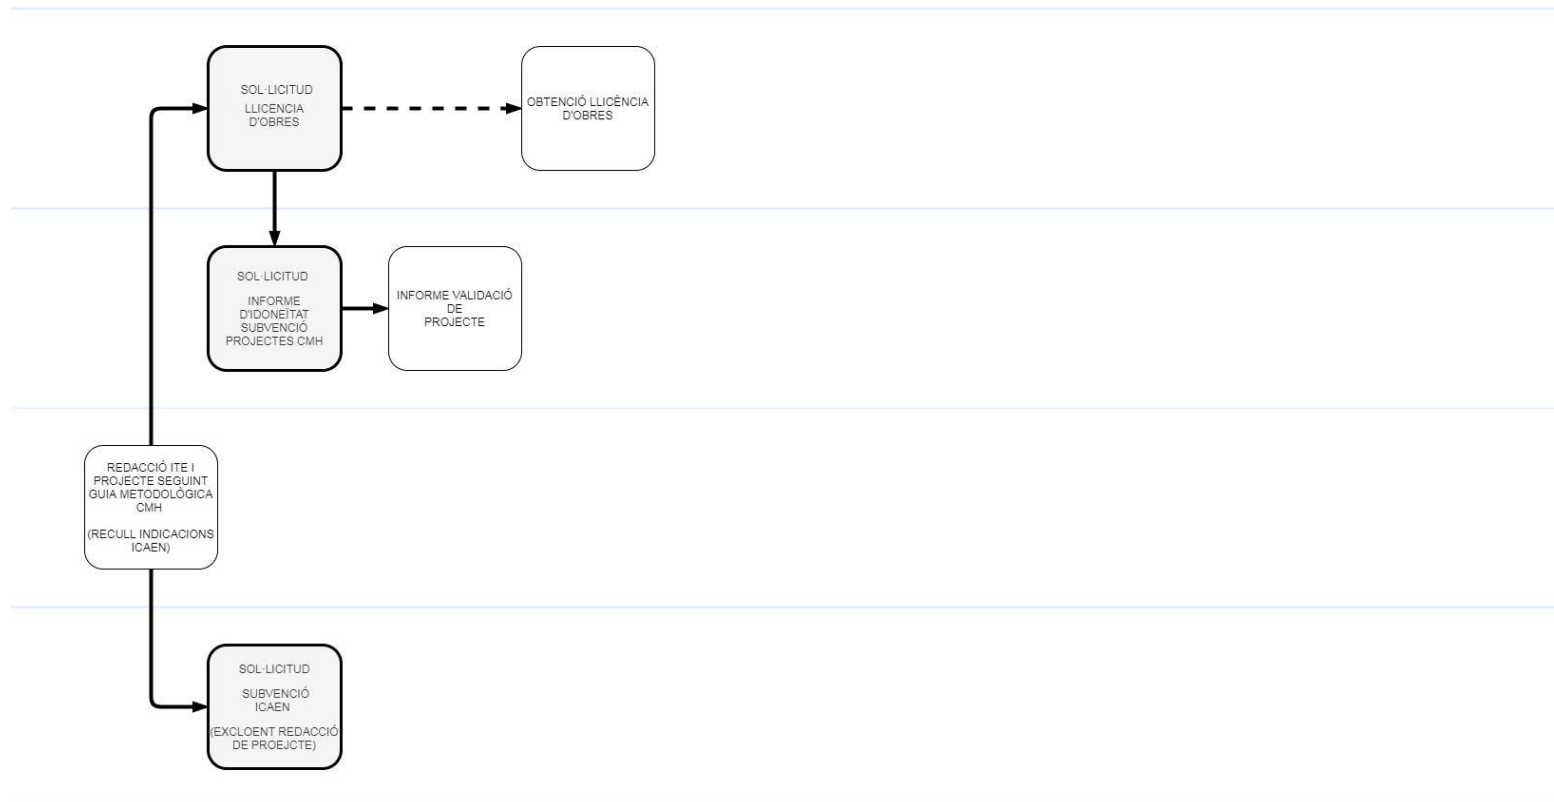 SOL·LICITUD
LLICENCIA
D'OBRES
OBTENCIÓ LLICÈNCIA
D'OBRES
SOL·LICITUD
INFORME
D'IDONEÏTAT
SUBVENCIÓ
PROJECTES CMH
INFORME VALIDACIÓ
DE
PROJECTE
REDACCIÓ ITE I
PROJECTE SEGUINT
GUIA METODOLÒGICA
CMH
(RECULL INDICACIONS
ICAEN)
SOL·LICITUD
SUBVENCIÓ
ICAEN
(EXCLOENT REDACCIÓ
DE PROEJCTE)